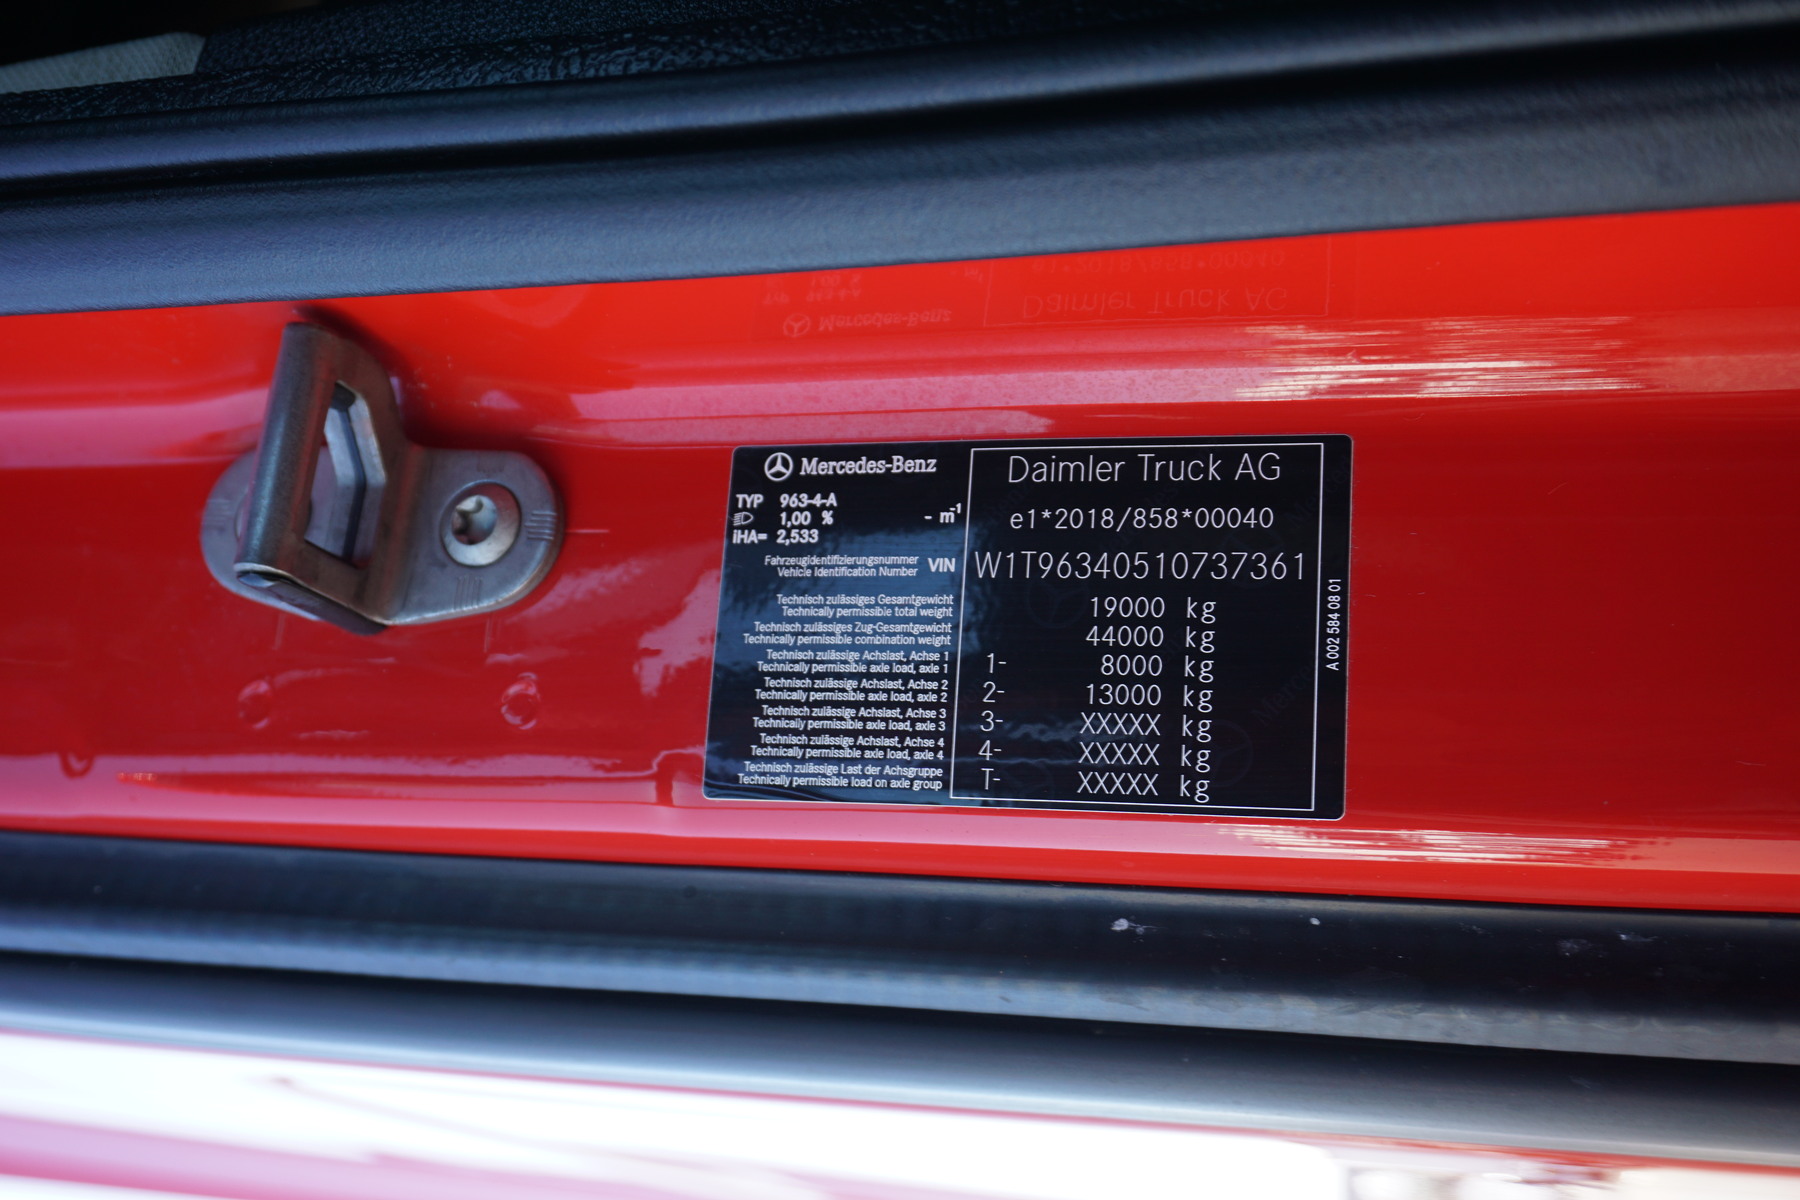 Mercedes-Benz
TYP 963-4-A
1,00 % - m⁻¹
iHA= 2,533
Daimler Truck AG
e1*2018/858*00040
Fahrzeugidentifizierungsnummer
Vehicle Identification Number
VIN W1T96340510737361
Technisch zulässiges Gesamtgewicht
Technically permissible total weight
19000 kg
Technisch zulässiges Zug-Gesamtgewicht
Technically permissible combination weight
44000 kg
Technisch zulässige Achslast, Achse 1
Technically permissible axle load, axle 1
1- 8000 kg
Technisch zulässige Achslast, Achse 2
Technically permissible axle load, axle 2
2- 13000 kg
Technisch zulässige Achslast, Achse 3
Technically permissible axle load, axle 3
3- XXXXX kg
Technisch zulässige Achslast, Achse 4
Technically permissible axle load, axle 4
4- XXXXX kg
Technisch zulässige Last der Achsgruppe
Technically permissible load on axle group
T- XXXXX kg
A 002 584 08 01